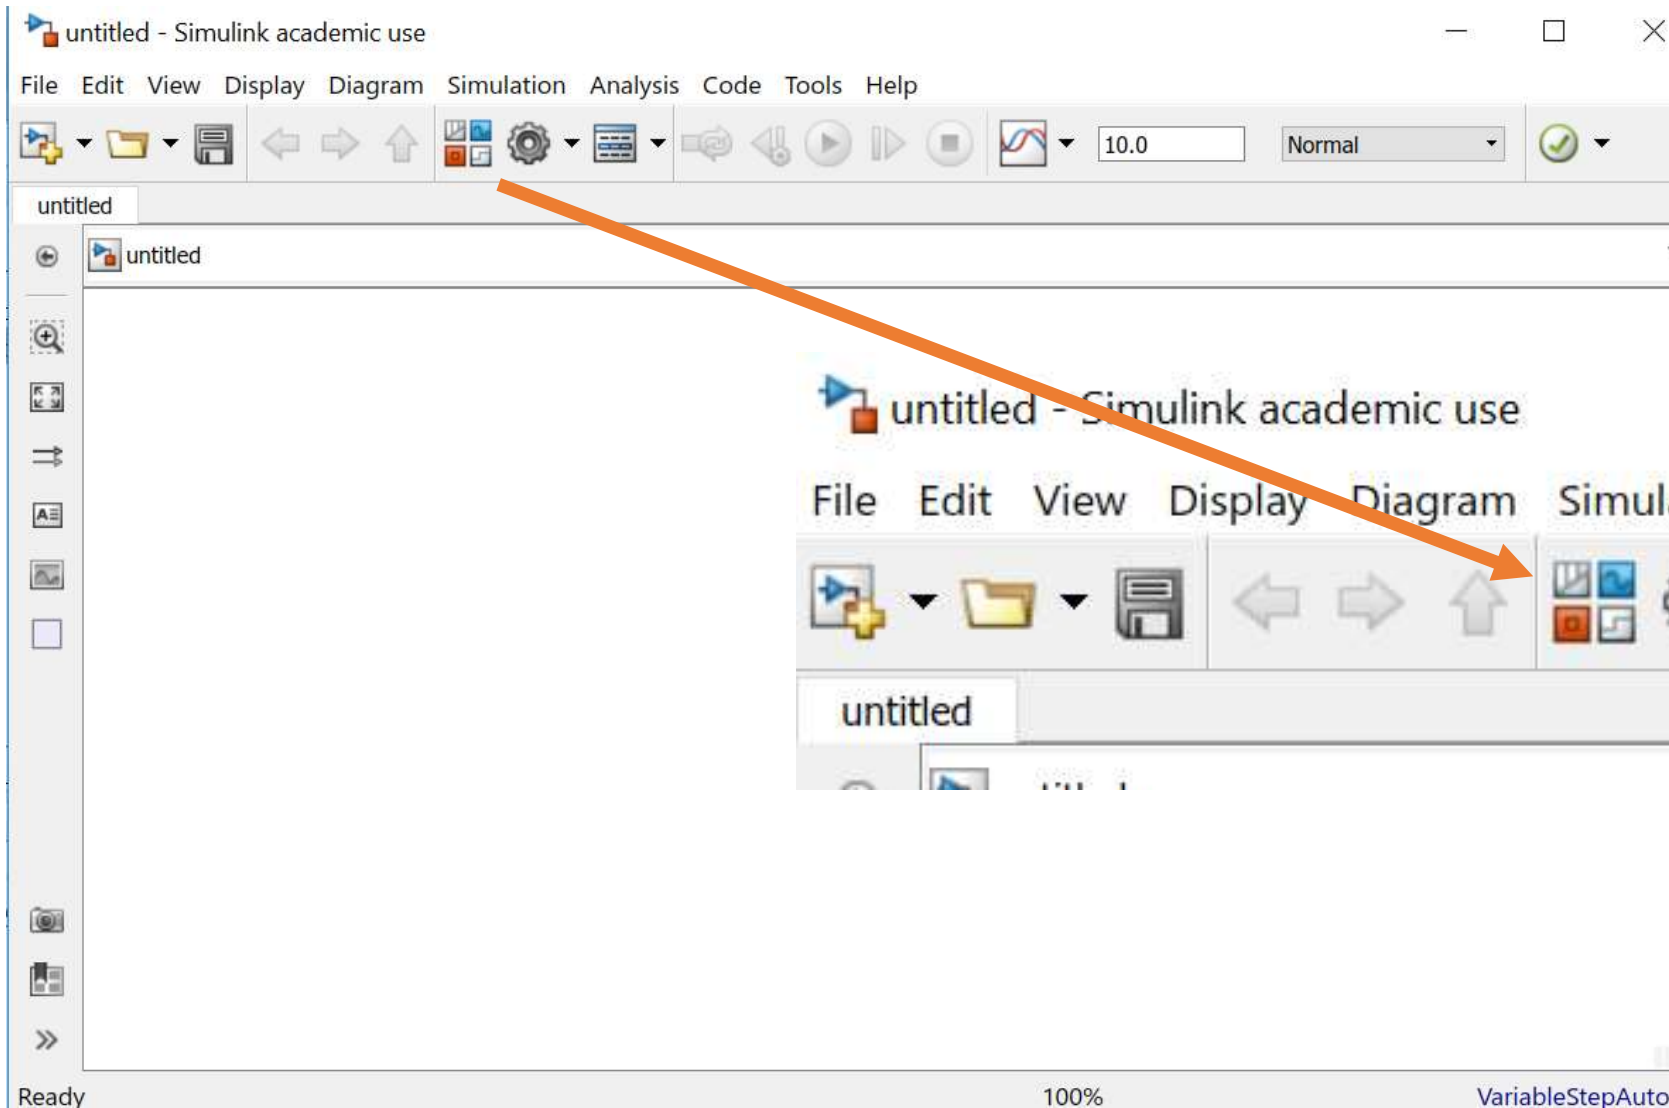 untitled - Simulink academic use
File Edit View Display Diagram Simulation Analysis Code Tools Help
10.0 Normal
untitled
untitled
untitled - Simulink academic use
File Edit View Display Diagram
untitled
Ready 100% VariableStepAuto